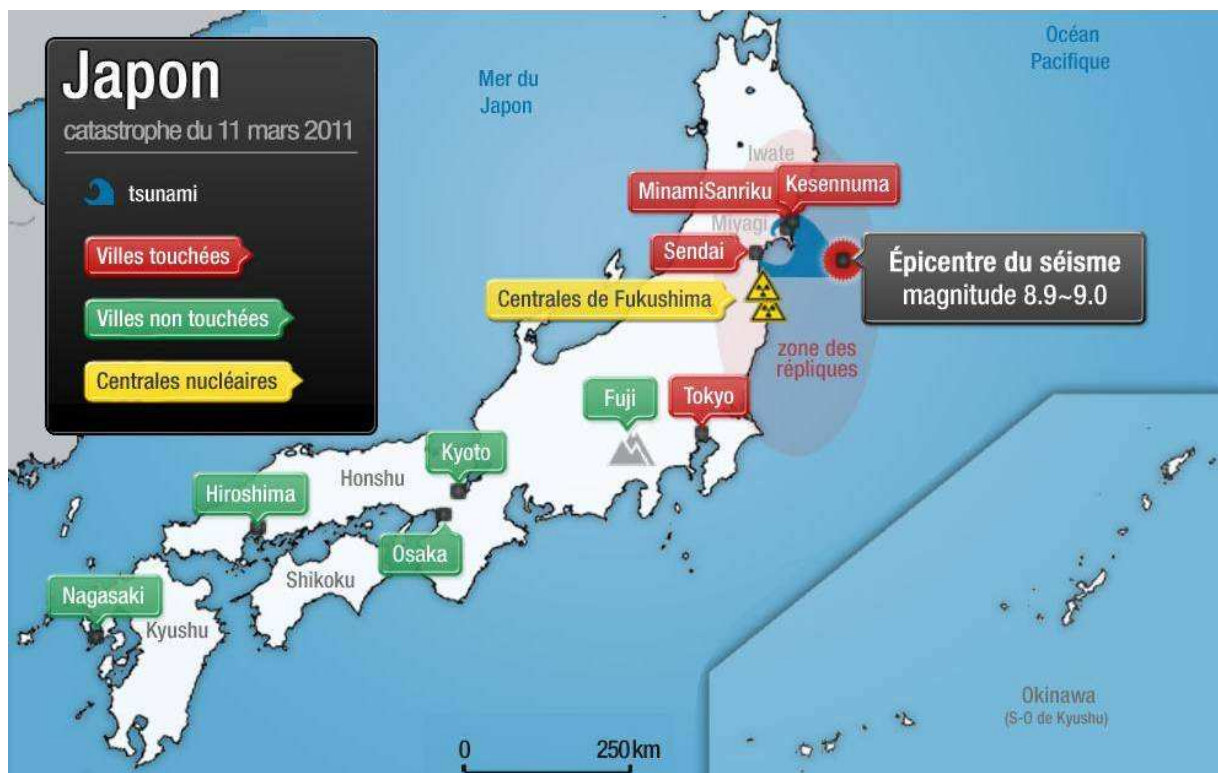 Japon
catastrophe du 11 mars 2011
tsunami
Villes touchées
Villes non touchées
Centrales nucléaires
Mer du
Japon
Océan
Pacifique
Iwate
MinamiSanriku
Kesennuma
Miyagi
Sendai
Épicentre du séisme
magnitude 8.9~9.0
Centrales de Fukushima
zone des
répliques
Fuji
Tokyo
Kyoto
Honshu
Hiroshima
Osaka
Shikoku
Nagasaki
Kyushu
Okinawa
(S-O de Kyushu)
0 250km